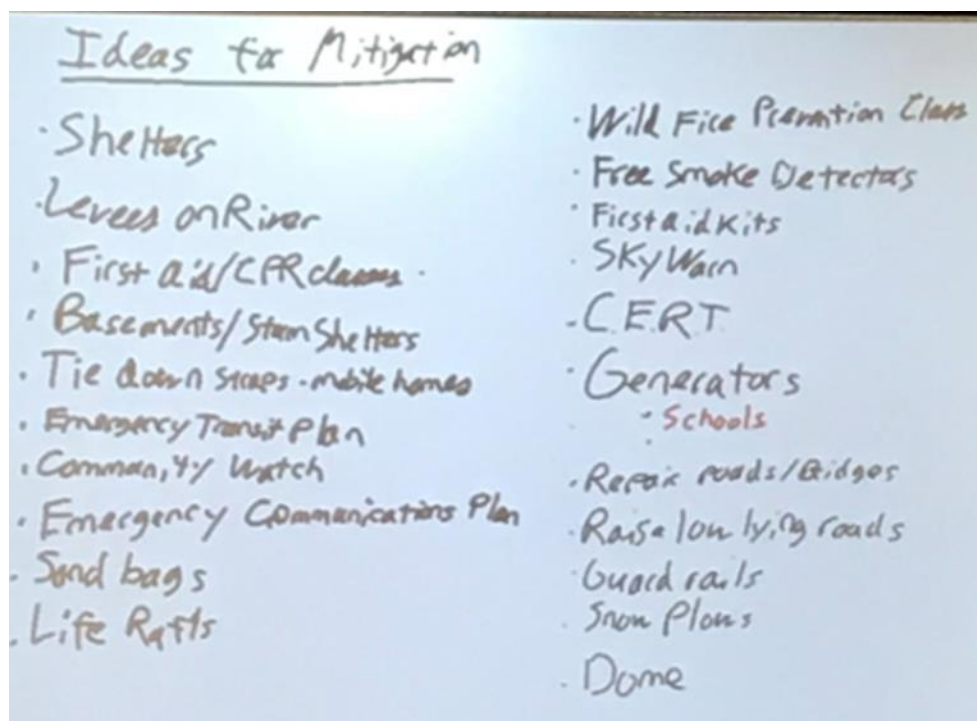 Ideas for Mitigation
· Shelters
· Levees on River
· First aid/CPR classes
· Basements/Storm Shelters
· Tie down straps - mobile homes
· Emergency Transit Plan
· Community Watch
· Emergency Communications Plan
· Sand bags
· Life Rafts
· Wild Fire Prevention Class
· Free Smoke Detectors
· First aid Kits
· SKyWarn
· C.E.R.T
· Generators
· Schools
· Repair roads/Bridges
· Raise low lying roads
· Guard rails
· Snow Plows
· Dome